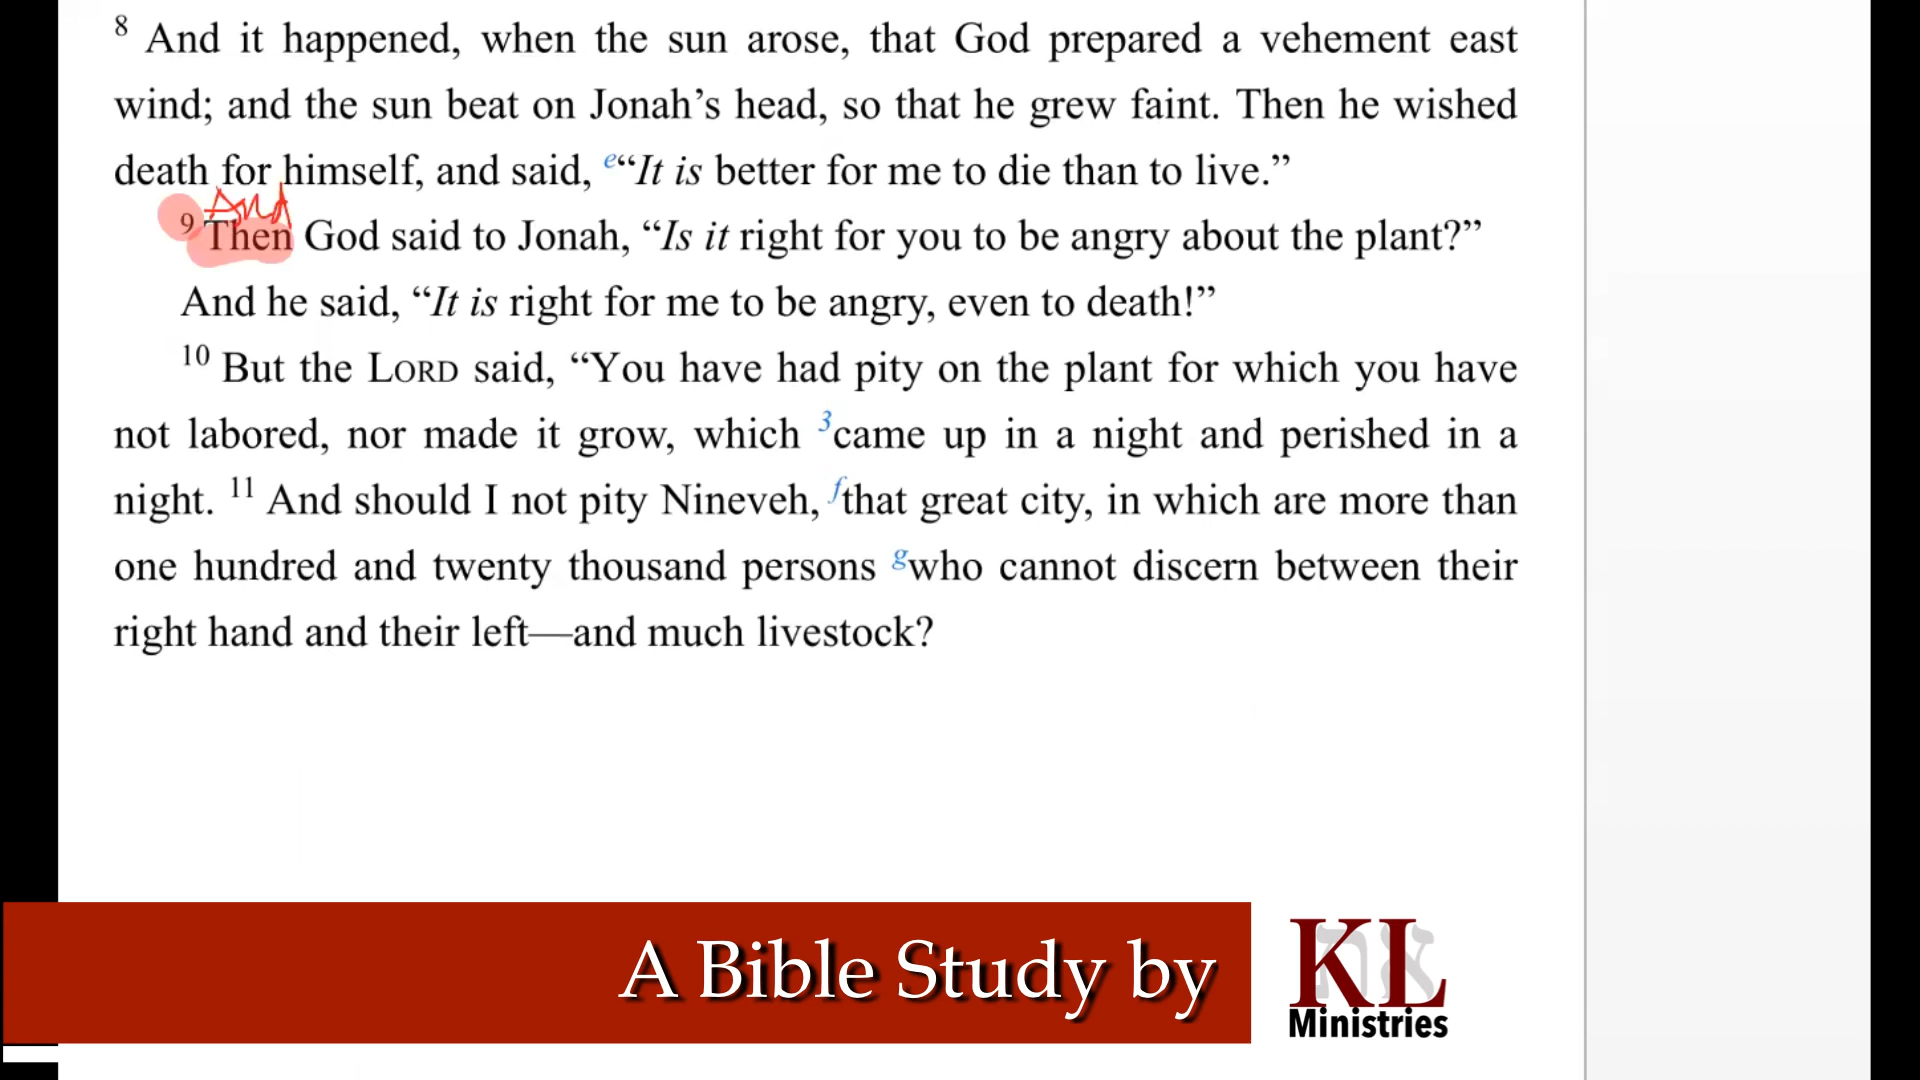 8 And it happened, when the sun arose, that God prepared a vehement east
wind; and the sun beat on Jonah’s head, so that he grew faint. Then he wished
death for himself, and said, e“It is better for me to die than to live.”
And
9 Then God said to Jonah, “Is it right for you to be angry about the plant?”
And he said, “It is right for me to be angry, even to death!”
10 But the LORD said, “You have had pity on the plant for which you have
not labored, nor made it grow, which 3came up in a night and perished in a
night. 11 And should I not pity Nineveh, fthat great city, in which are more than
one hundred and twenty thousand persons gwho cannot discern between their
right hand and their left—and much livestock?
A Bible Study by
KL
את
Ministries